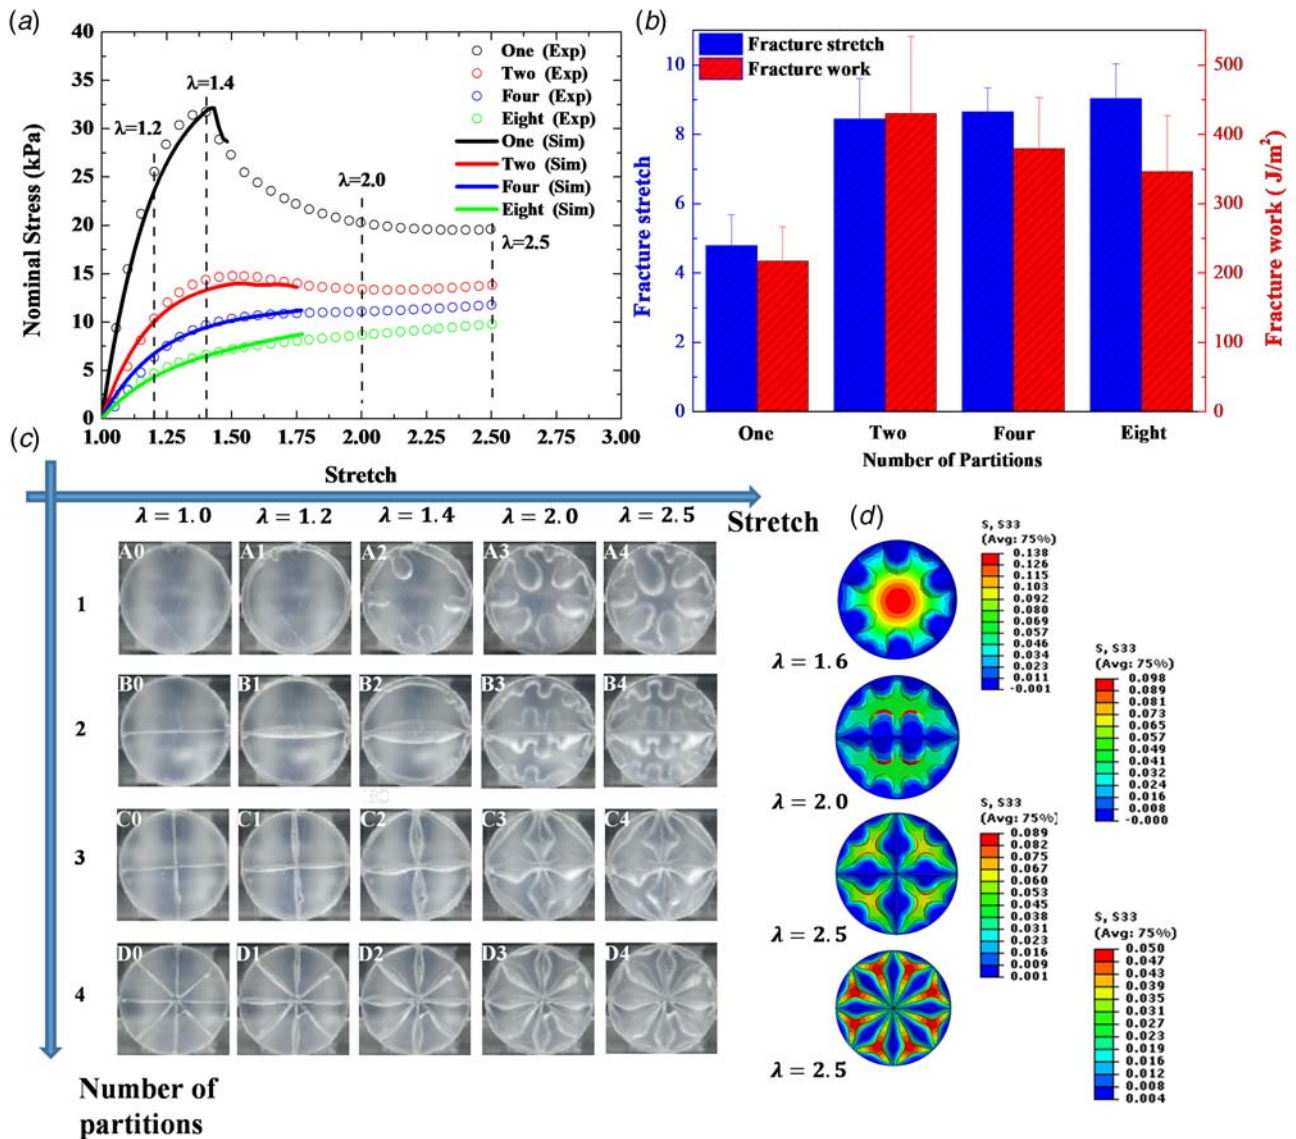 (a)
40
35
30
25
20
15
10
5
0
Nominal Stress (kPa)
1.00 1.25 1.50 1.75 2.00 2.25 2.50 2.75 3.00
Stretch
λ=1.2
λ=1.4
λ=2.0
λ=2.5
One (Exp)
Two (Exp)
Four (Exp)
Eight (Exp)
One (Sim)
Two (Sim)
Four (Sim)
Eight (Sim)
(b)
Fracture stretch
Fracture work
10
8
6
4
2
0
Fracture stretch
500
400
300
200
100
0
Fracture work ( J/m²)
One Two Four Eight
Number of Partitions
(c)
λ = 1.0 λ = 1.2 λ = 1.4 λ = 2.0 λ = 2.5
Stretch
1
A0 A1 A2 A3 A4
2
B0 B1 B2 B3 B4
3
C0 C1 C2 C3 C4
4
D0 D1 D2 D3 D4
Number of
partitions
(d)
λ = 1.6
S, S33
(Avg: 75%)
0.138
0.126
0.115
0.103
0.092
0.080
0.069
0.057
0.046
0.034
0.023
0.011
-0.001
λ = 2.0
S, S33
(Avg: 75%)
0.098
0.089
0.081
0.073
0.065
0.057
0.049
0.041
0.032
0.024
0.016
0.008
-0.000
λ = 2.5
S, S33
(Avg: 75%)
0.089
0.082
0.075
0.067
0.060
0.053
0.045
0.038
0.031
0.023
0.016
0.009
0.001
λ = 2.5
S, S33
(Avg: 75%)
0.050
0.047
0.043
0.039
0.035
0.031
0.027
0.023
0.019
0.016
0.012
0.008
0.004